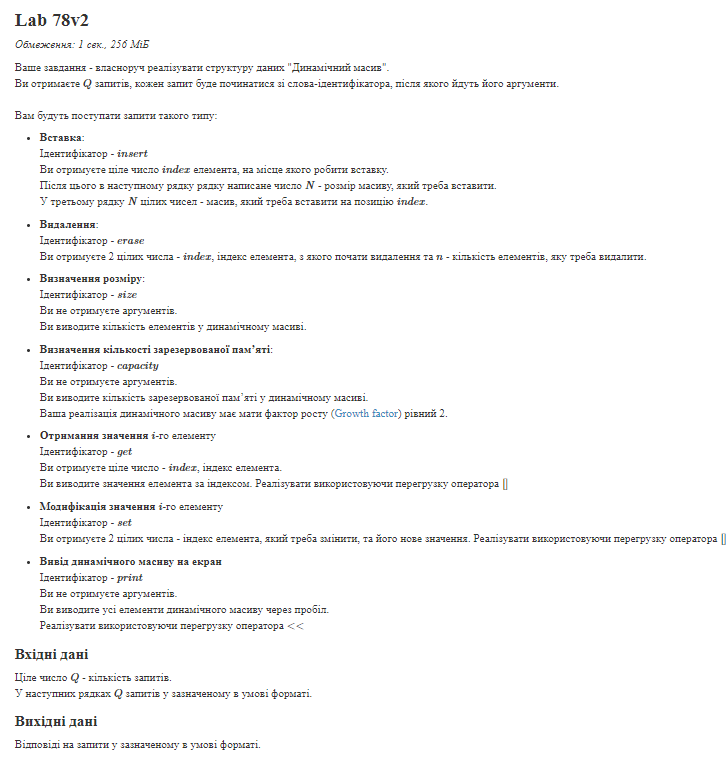 Lab 78v2
Обмеження: 1 сек., 256 МіБ
Ваше завдання - власноруч реалізувати структуру даних "Динамічний масив".
Ви отримаєте Q запитів, кожен запит буде починатися зі слова-ідентифікатора, після якого йдуть його аргументи.
Вам будуть поступати запити такого типу:
• Вставка:
Ідентифікатор - insert
Ви отримуєте ціле число index елемента, на місце якого робити вставку.
Після цього в наступному рядку рядку написане число N - розмір масиву, який треба вставити.
У третьому рядку N цілих чисел - масив, який треба вставити на позицію index.
• Видалення:
Ідентифікатор - erase
Ви отримуєте 2 цілих числа - index, індекс елемента, з якого почати видалення та n - кількість елементів, яку треба видалити.
• Визначення розміру:
Ідентифікатор - size
Ви не отримуєте аргументів.
Ви виводите кількість елементів у динамічному масиві.
• Визначення кількості зарезервованої пам'яті:
Ідентифікатор - capacity
Ви не отримуєте аргументів.
Ви виводите кількість зарезервованої пам'яті у динамічному масиві.
Ваша реалізація динамічного масиву має мати фактор росту (Growth factor) рівний 2.
• Отримання значення i-го елементу
Ідентифікатор - get
Ви отримуєте ціле число - index, індекс елемента.
Ви виводите значення елемента за індексом. Реалізувати використовуючи перегрузку оператора []
• Модифікація значення i-го елементу
Ідентифікатор - set
Ви отримуєте 2 цілих числа - індекс елемента, який треба змінити, та його нове значення. Реалізувати використовуючи перегрузку оператора []
• Вивід динамічного масиву на екран
Ідентифікатор - print
Ви не отримуєте аргументів.
Ви виводите усі елементи динамічного масиву через пробіл.
Реалізувати використовуючи перегрузку оператора <<
Вхідні дані
Ціле число Q - кількість запитів.
У наступних рядках Q запитів у зазначеному в умові форматі.
Вихідні дані
Відповіді на запити у зазначеному в умові форматі.